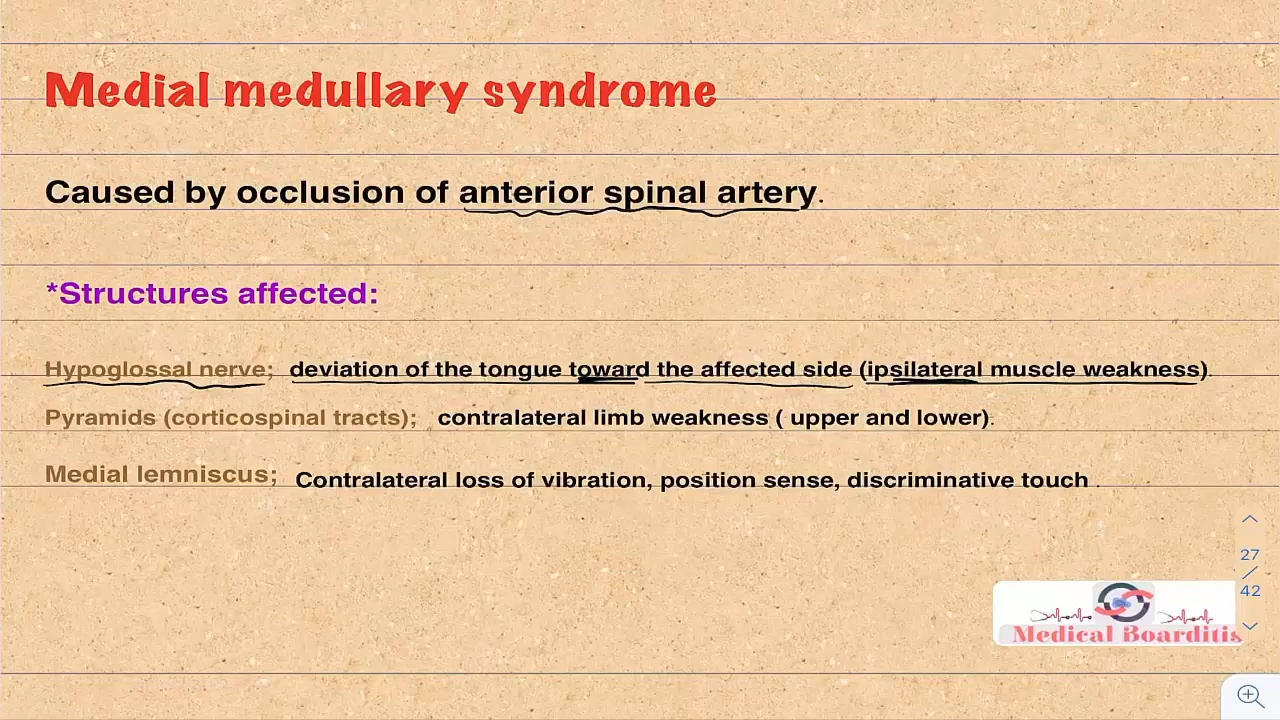 Medial medullary syndrome
Caused by occlusion of anterior spinal artery.
*Structures affected:
Hypoglossal nerve; deviation of the tongue toward the affected side (ipsilateral muscle weakness).
Pyramids (corticospinal tracts); contralateral limb weakness ( upper and lower).
Medial lemniscus; Contralateral loss of vibration, position sense, discriminative touch .
27
/
42
Medical Boarditis